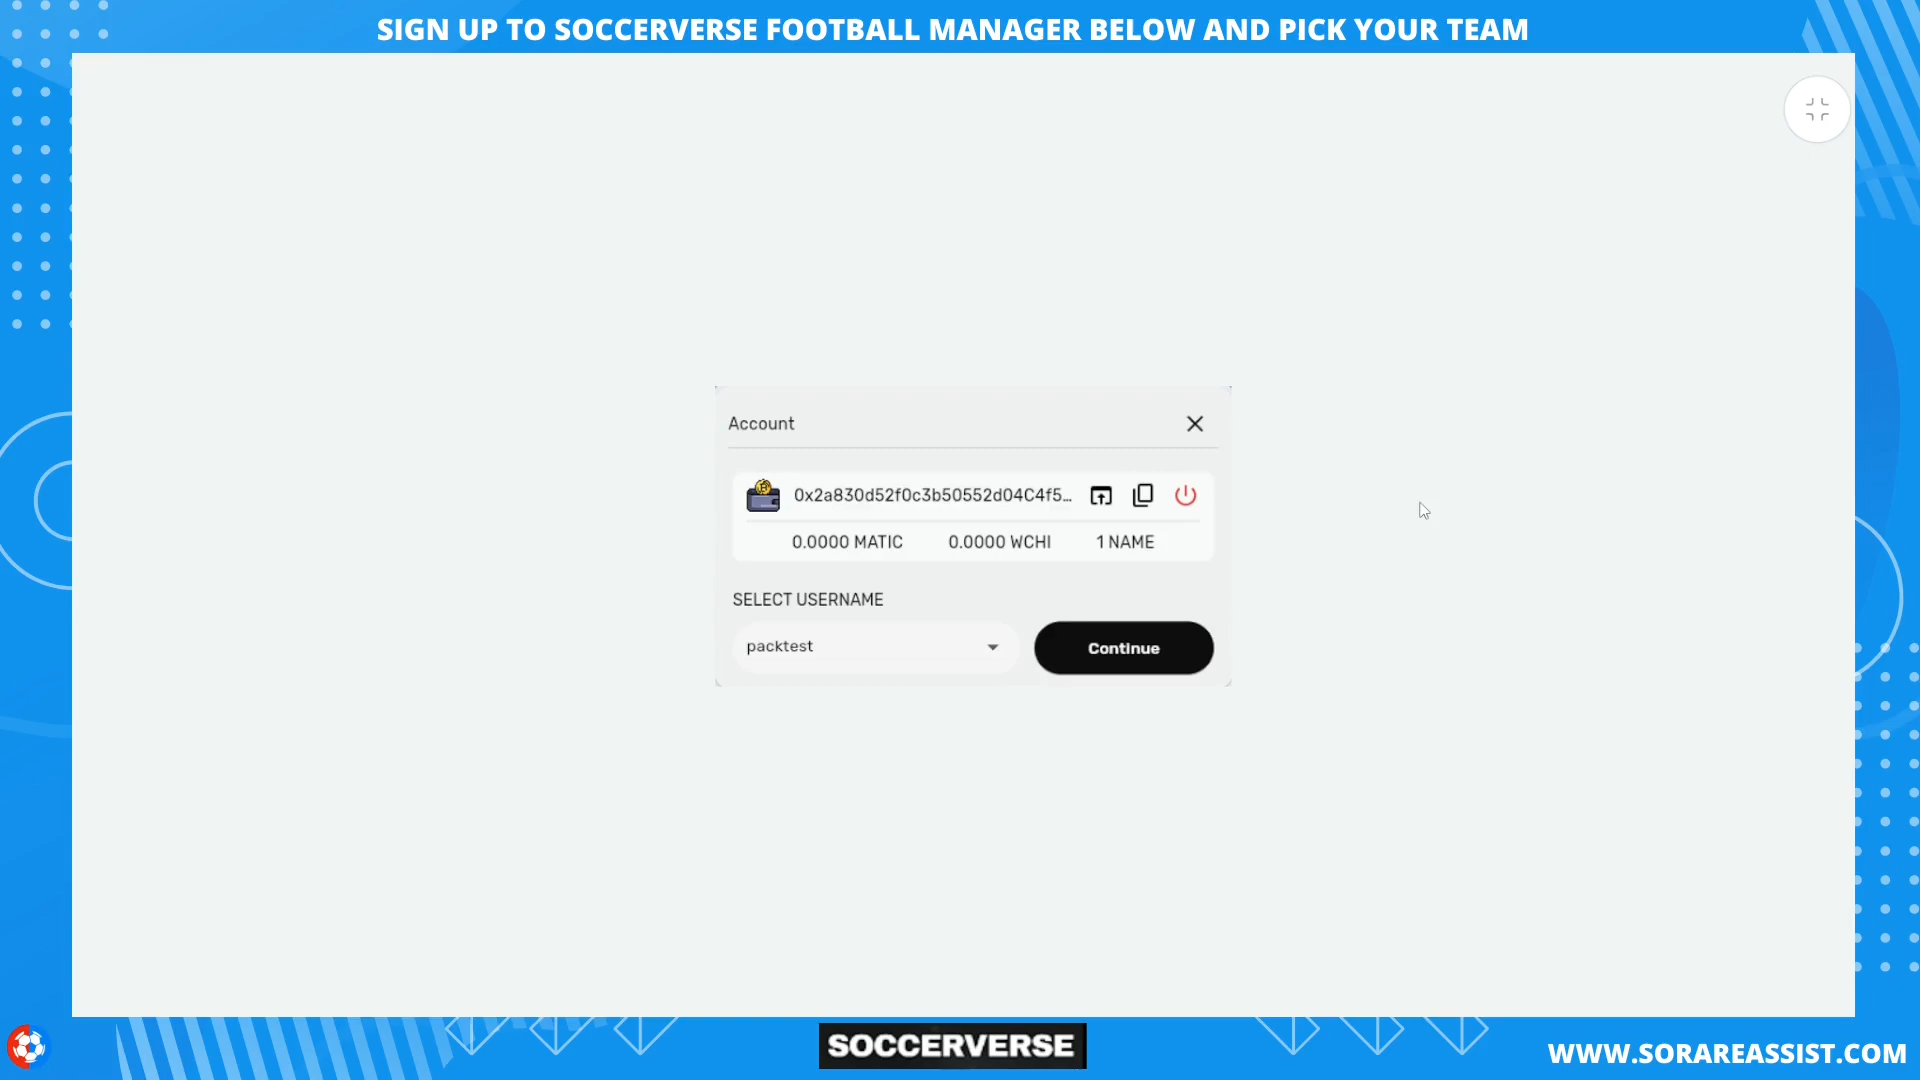 SIGN UP TO SOCCERVERSE FOOTBALL MANAGER BELOW AND PICK YOUR TEAM
Account
0x2a830d52f0c3b50552d04C4f5...
0.0000 MATIC 0.0000 WCHI 1 NAME
SELECT USERNAME
packtest Continue
SOCCERVERSE
WWW.SORAREASSIST.COM